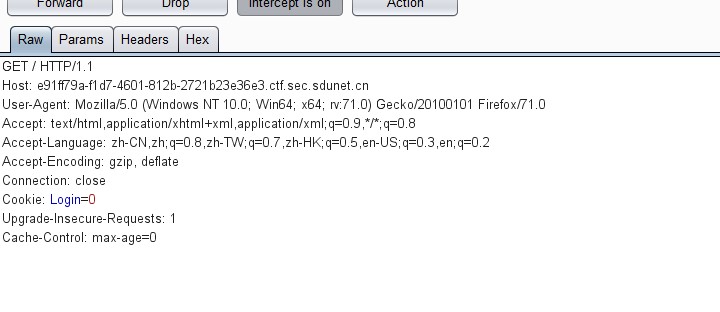 Forward Drop Intercept is on Action
Raw Params Headers Hex
GET / HTTP/1.1
Host: e91ff79a-f1d7-4601-812b-2721b23e36e3.ctf.sec.sdunet.cn
User-Agent: Mozilla/5.0 (Windows NT 10.0; Win64; x64; rv:71.0) Gecko/20100101 Firefox/71.0
Accept: text/html,application/xhtml+xml,application/xml;q=0.9,*/*;q=0.8
Accept-Language: zh-CN,zh;q=0.8,zh-TW;q=0.7,zh-HK;q=0.5,en-US;q=0.3,en;q=0.2
Accept-Encoding: gzip, deflate
Connection: close
Cookie: Login=0
Upgrade-Insecure-Requests: 1
Cache-Control: max-age=0